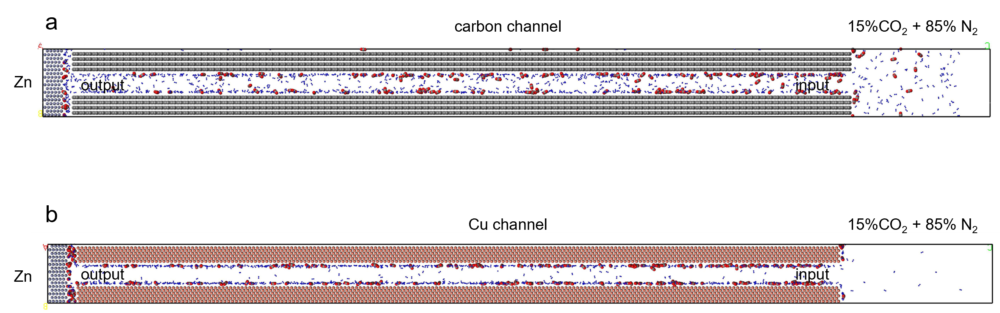 a
carbon channel
15%CO₂ + 85% N₂
A
C
Zn
output
input
B
b
Cu channel
15%CO₂ + 85% N₂
Zn
output
input
B